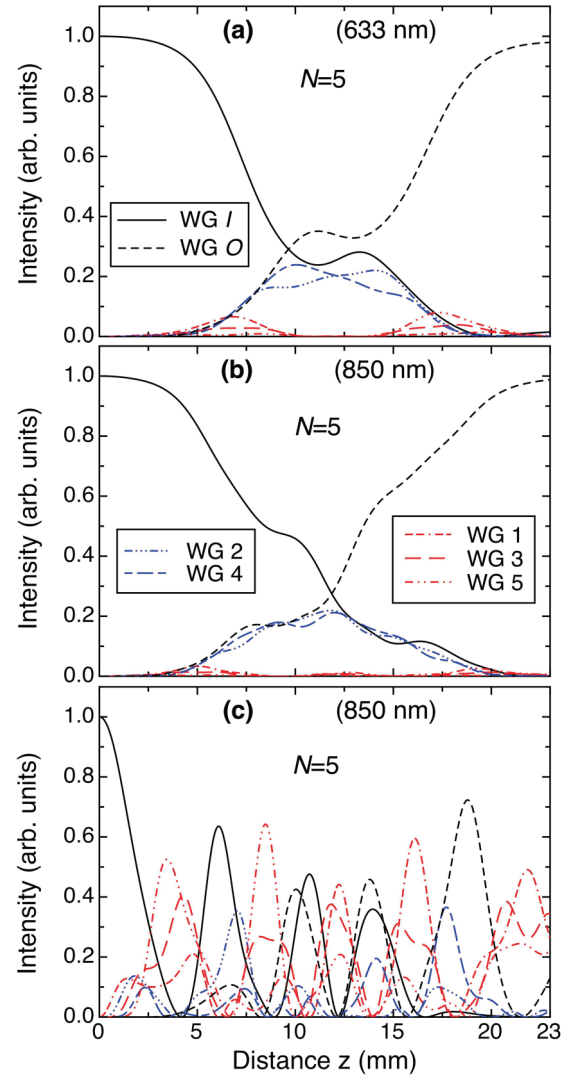 (a) (633 nm)
N=5
1.0
0.8
0.6
0.4
0.2
0.0
Intensity (arb. units)
WG I
WG O
(b) (850 nm)
N=5
1.0
0.8
0.6
0.4
0.2
0.0
Intensity (arb. units)
WG 2
WG 4
WG 1
WG 3
WG 5
(c) (850 nm)
N=5
1.0
0.8
0.6
0.4
0.2
0.0
Intensity (arb. units)
0 5 10 15 20 23
Distance z (mm)